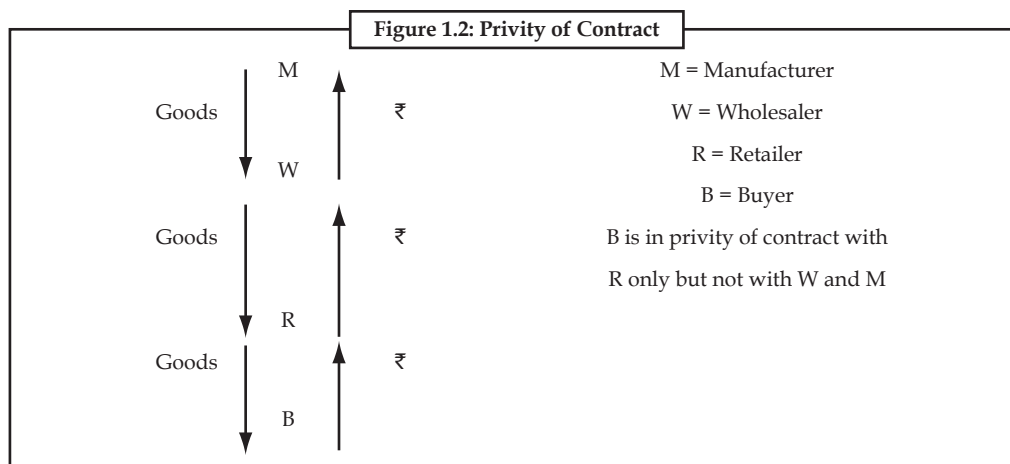 Figure 1.2: Privity of Contract
M
Goods ₹
W
Goods ₹
R
Goods ₹
B
M = Manufacturer
W = Wholesaler
R = Retailer
B = Buyer
B is in privity of contract with
R only but not with W and M